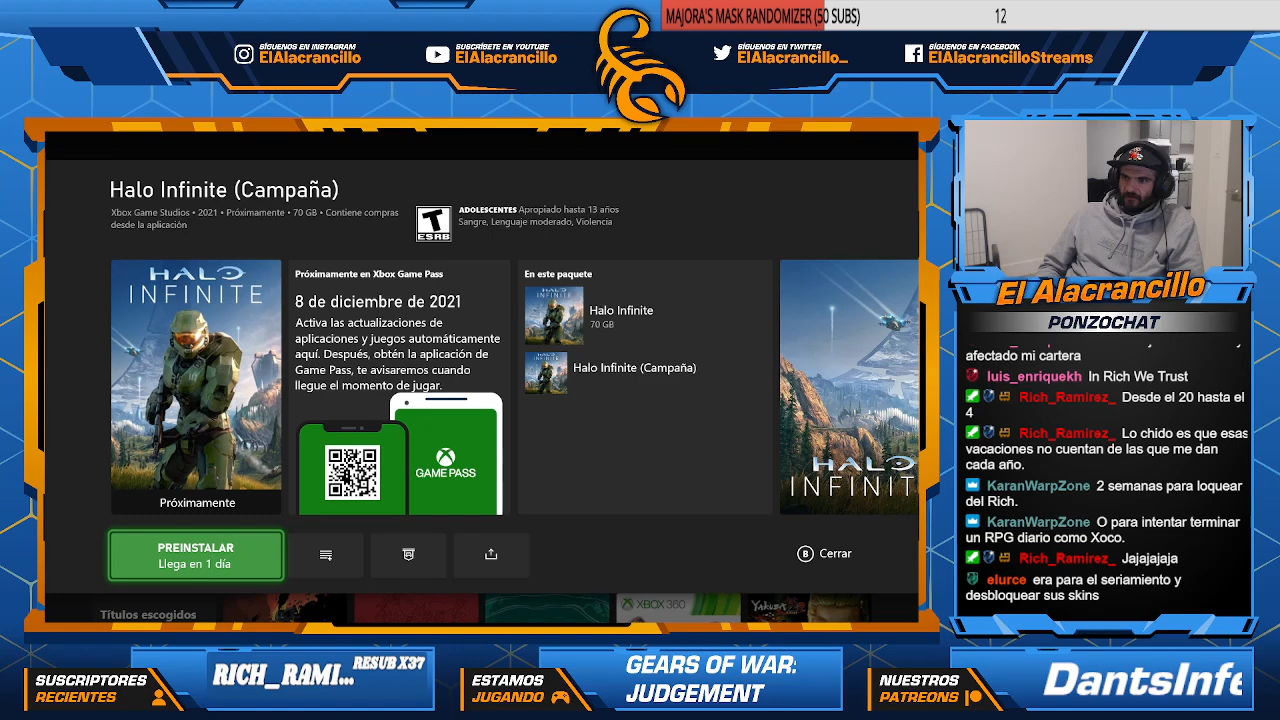 MAJORA'S MASK RANDOMIZER (50 SUBS) 12
SÍGUENOS EN INSTAGRAM
ElAlacrancillo
SUSCRÍBETE EN YOUTUBE
ElAlacrancillo
SÍGUENOS EN TWITTER
ElAlacrancillo_
SÍGUENOS EN FACEBOOK
ElAlacrancilloStreams
Halo Infinite (Campaña)
Xbox Game Studios • 2021 • Próximamente • 70 GB • Contiene compras
desde la aplicación
T
ESRB
ADOLESCENTES Apropiado hasta 13 años
Sangre, Lenguaje moderado, Violencia
HALO
INFINITE
Próximamente
Próximamente en Xbox Game Pass
8 de diciembre de 2021
Activa las actualizaciones de
aplicaciones y juegos automáticamente
aquí. Después, obtén la aplicación de
Game Pass, te avisaremos cuando
llegue el momento de jugar.
GAME PASS
En este paquete
Halo Infinite
70 GB
Halo Infinite (Campaña)
HALO
INFINIT
PREINSTALAR
Llega en 1 día
B Cerrar
Títulos escogidos
XBOX 360
YAKUZA
El Alacrancillo
PONZOCHAT
afectado mi cartera
luis_enriquekh In Rich We Trust
Rich_Ramirez_ Desde el 20 hasta el
4
Rich_Ramirez_ Lo chido es que esas
vacaciones no cuentan de las que me dan
cada año.
KaranWarpZone 2 semanas para loquear
del Rich.
KaranWarpZone O para intentar terminar
un RPG diario como Xoco.
Rich_Ramirez_ Jajajajaja
elurce era para el seriamiento y
desbloquear sus skins
SUSCRIPTORES
RECIENTES
RICH_RAMI...
RESUB X37
ESTAMOS
JUGANDO
GEARS OF WAR:
JUDGEMENT
NUESTROS
PATREONS
DantsInfe